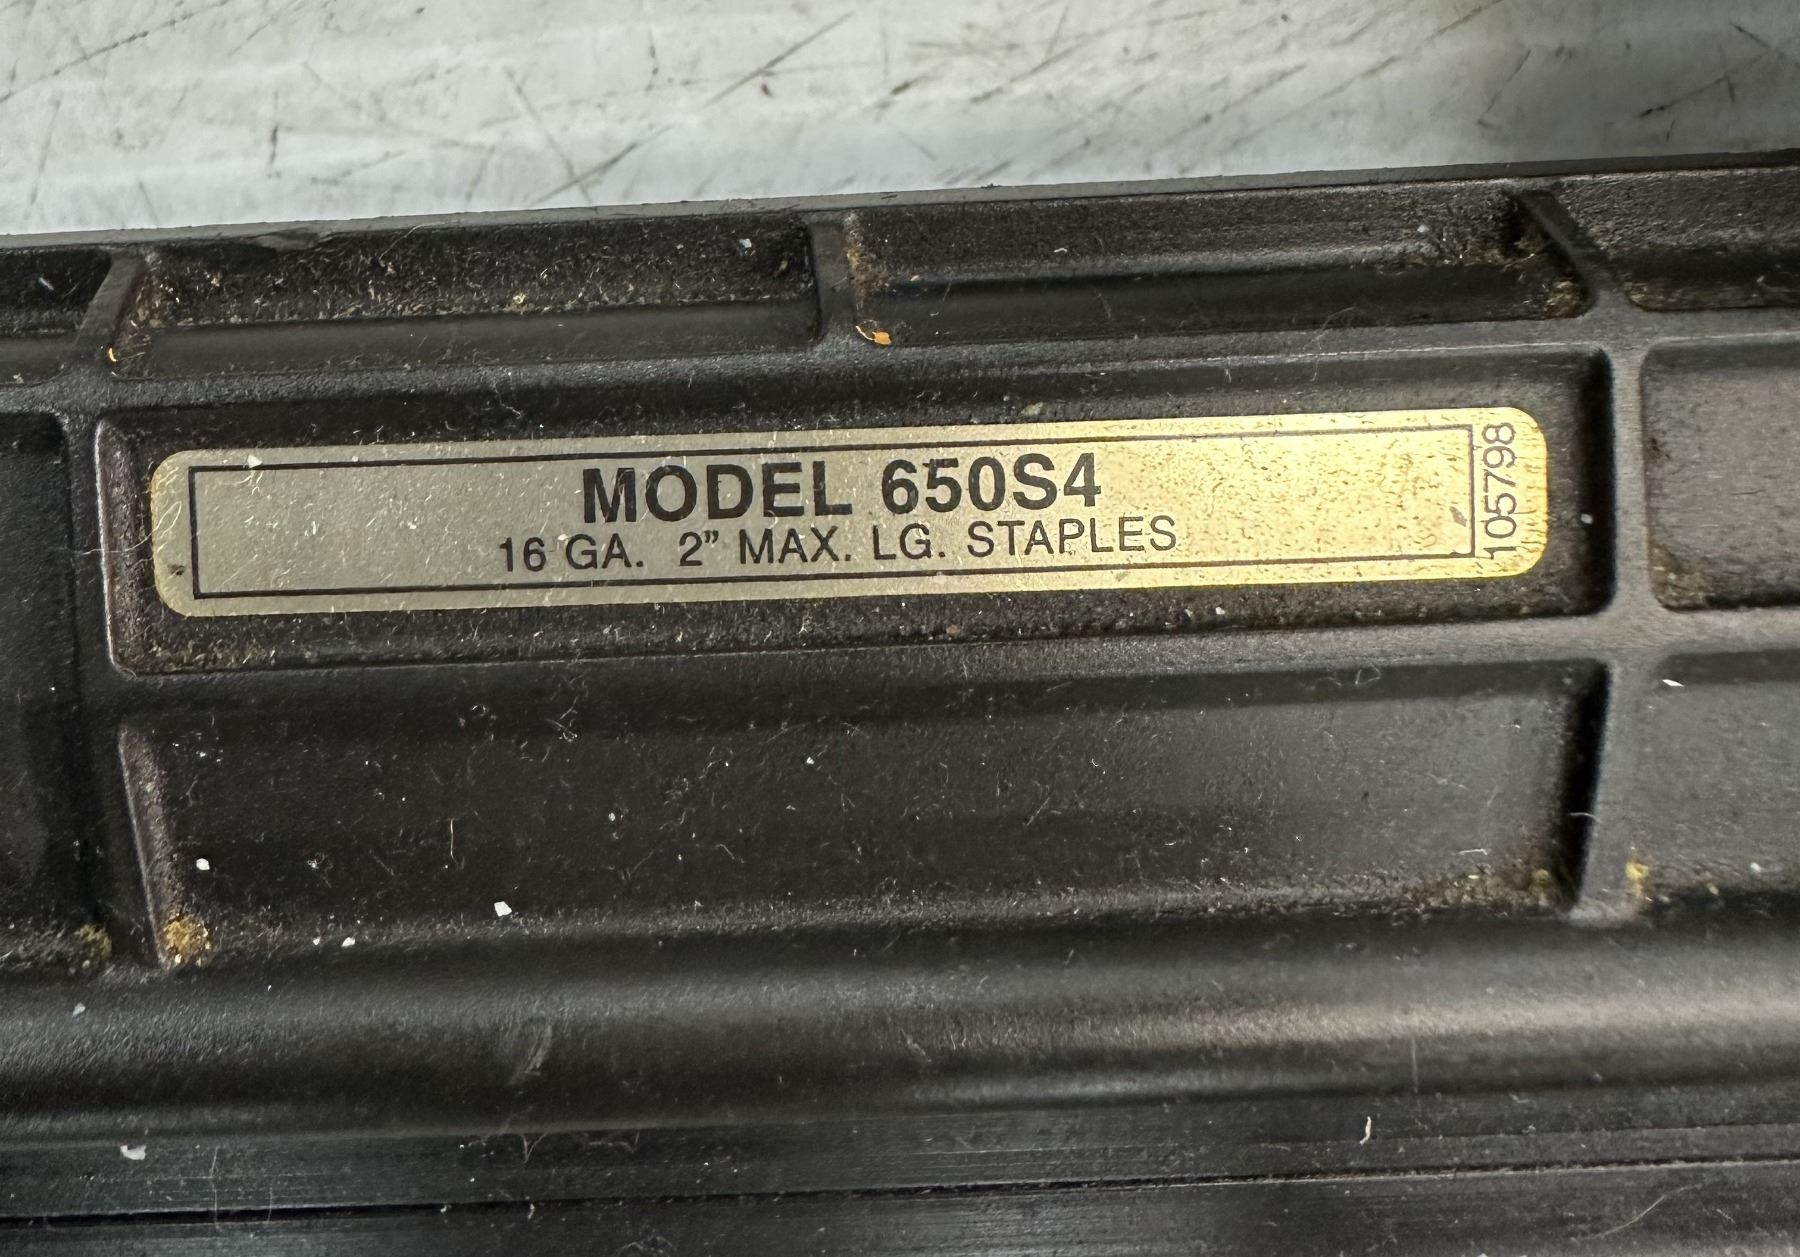 MODEL 650S4
16 GA. 2" MAX. LG. STAPLES
105798